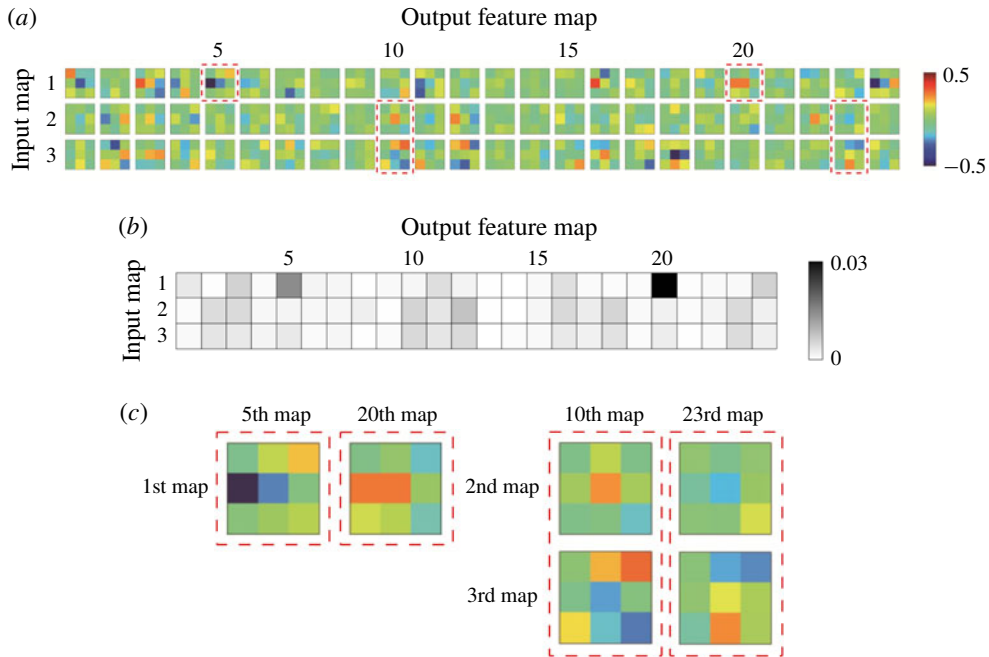 (a)
Output feature map
5 10 15 20
Input map
1
2
3
0.5
−0.5
(b)
Output feature map
5 10 15 20
Input map
1
2
3
0.03
0
(c)
5th map 20th map 10th map 23rd map
1st map 2nd map
3rd map